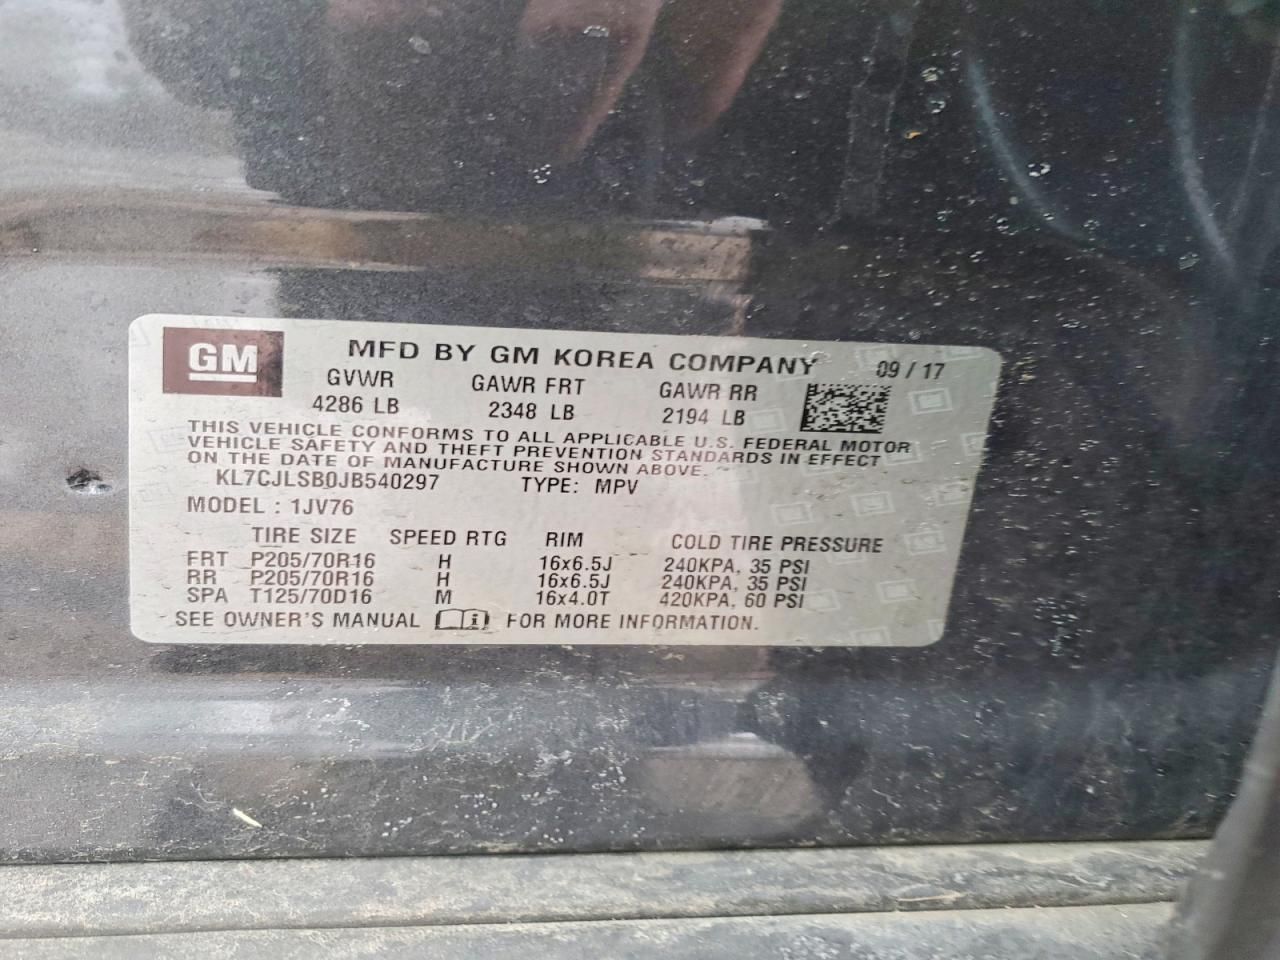 GM
MFD BY GM KOREA COMPANY 09 / 17
GVWR GAWR FRT GAWR RR
4286 LB 2348 LB 2194 LB
THIS VEHICLE CONFORMS TO ALL APPLICABLE U.S. FEDERAL MOTOR
VEHICLE SAFETY AND THEFT PREVENTION STANDARDS IN EFFECT
ON THE DATE OF MANUFACTURE SHOWN ABOVE.
KL7CJLSB0JB540297 TYPE: MPV
MODEL : 1JV76
TIRE SIZE SPEED RTG RIM COLD TIRE PRESSURE
FRT P205/70R16 H 16x6.5J 240KPA, 35 PSI
RR P205/70R16 H 16x6.5J 240KPA, 35 PSI
SPA T125/70D16 M 16x4.0T 420KPA, 60 PSI
SEE OWNER'S MANUAL i FOR MORE INFORMATION.